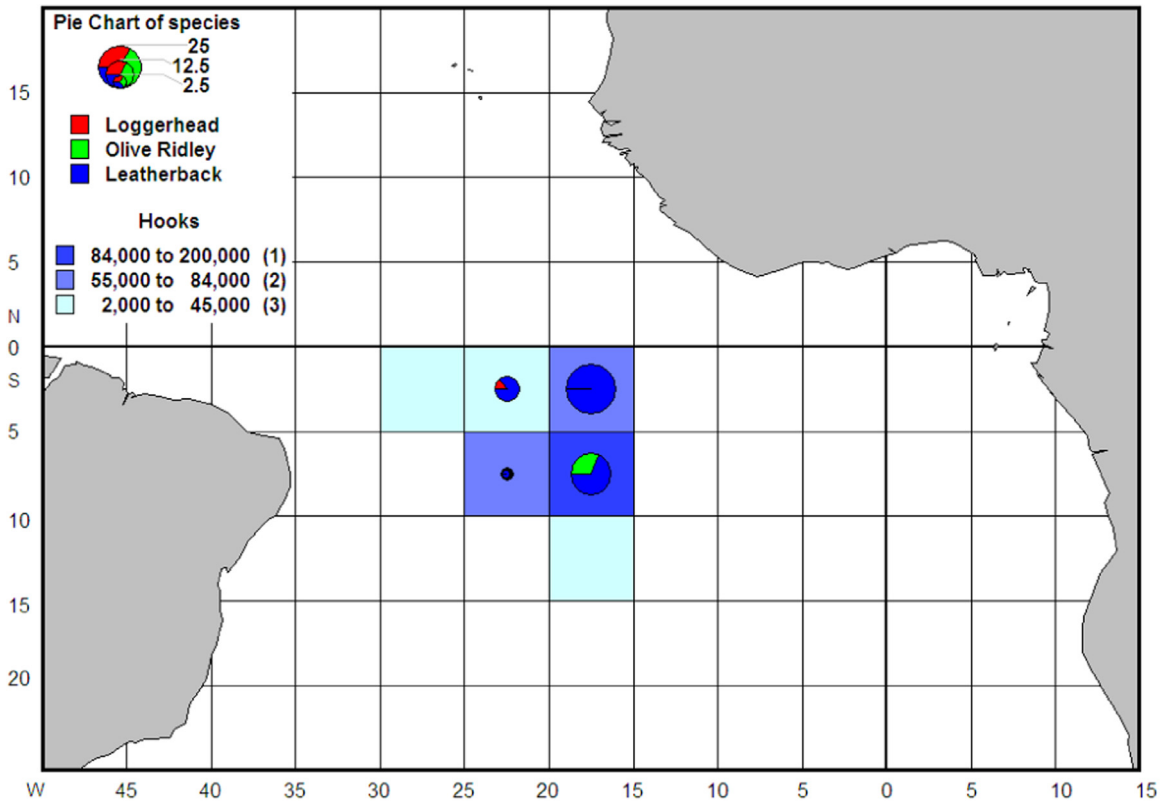 Pie Chart of species
25
12.5
2.5
Loggerhead
Olive Ridley
Leatherback
Hooks
84,000 to 200,000 (1)
55,000 to 84,000 (2)
2,000 to 45,000 (3)
15
10
5
N
0
S
5
10
15
20
W 45 40 35 30 25 20 15 10 5 0 5 10 15